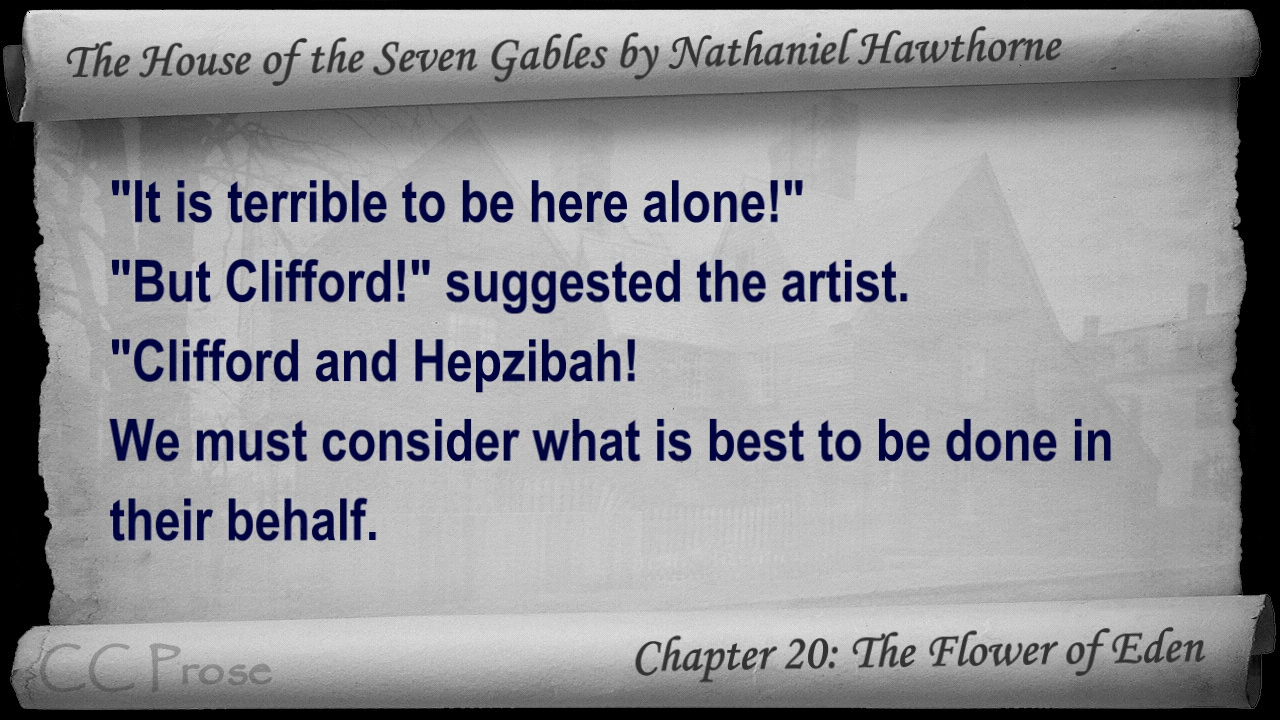 The House of the Seven Gables by Nathaniel Hawthorne
"It is terrible to be here alone!"
"But Clifford!" suggested the artist.
"Clifford and Hepzibah!
We must consider what is best to be done in
their behalf.
CC Prose
Chapter 20: The Flower of Eden